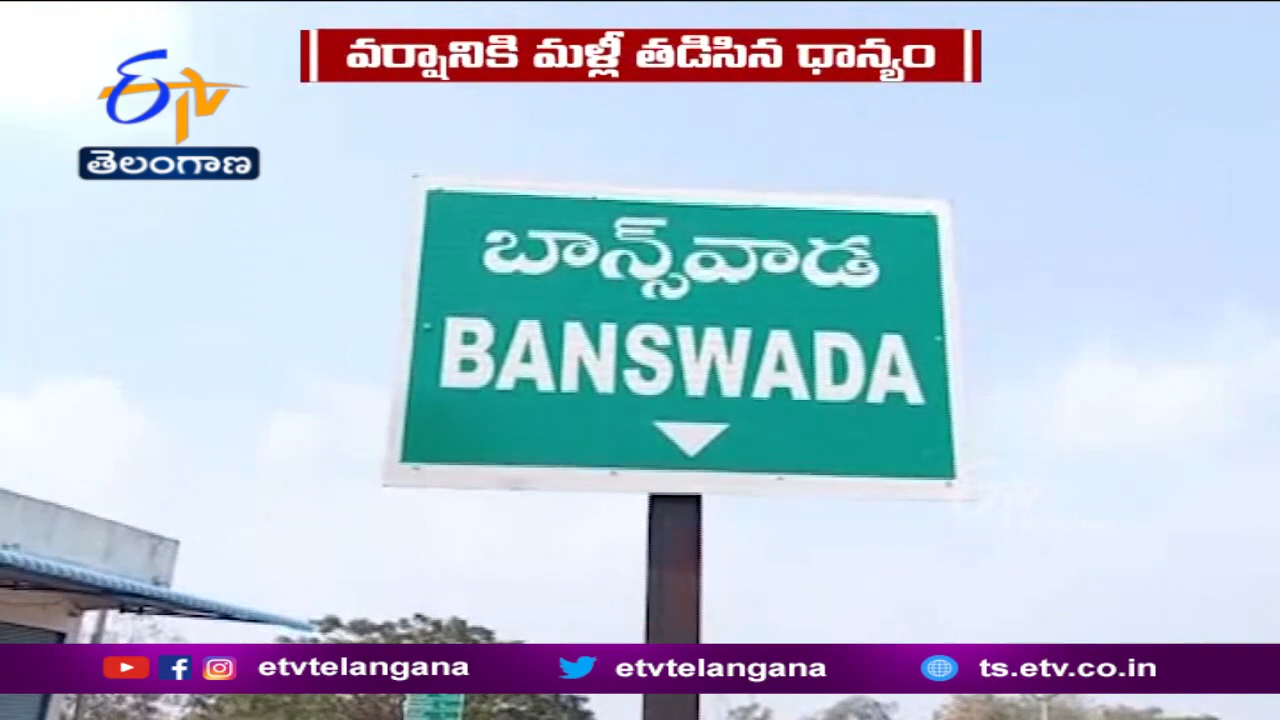 వర్షానికి మళ్లీ తడిసిన ధాన్యం
ETV
తెలంగాణ
బాన్స్‌వాడ
BANSWADA
etvtelangana
etvtelangana
ts.etv.co.in